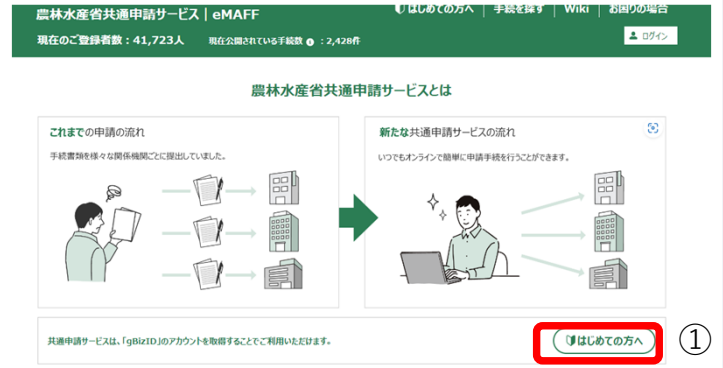 農林水産省共通申請サービス | eMAFF
はじめての方へ | 手続を探す | Wiki | お困りの場合
現在のご登録者数：41,723人 現在公開されている手続数 ：2,428件
ログイン
農林水産省共通申請サービスとは
これまでの申請の流れ
手続書類を様々な関係機関ごとに提出していました。
新たな共通申請サービスの流れ
いつでもオンラインで簡単に申請手続を行うことができます。
共通申請サービスは、「gBizID」のアカウントを取得することでご利用いただけます。
はじめての方へ
①